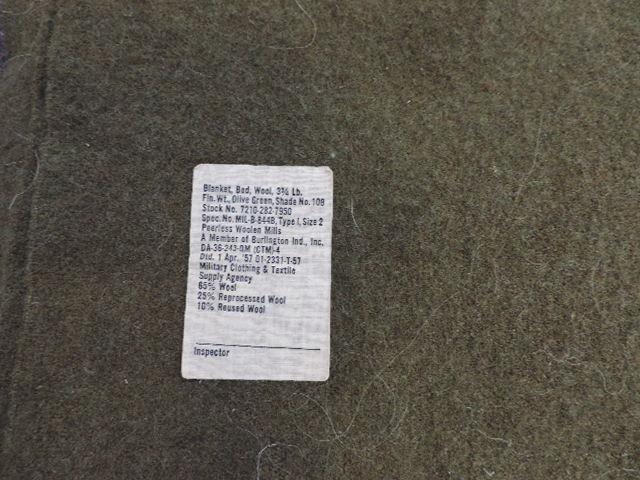 Blanket, Bed, Wool, 3¾ Lb.
Fin. Wt., Olive Green, Shade No. 108
Stock No. 7210-282-7950
Spec. No. MIL-B-844B, Type I, Size 2
Peerless Woolen Mills
A Member of Burlington Ind., Inc.
DA-36-243-QM (CTM)-4
Dtd. 1 Apr. '57 01-2331-T-57
Military Clothing & Textile
Supply Agency
65% Wool
25% Reprocessed Wool
10% Reused Wool
Inspector